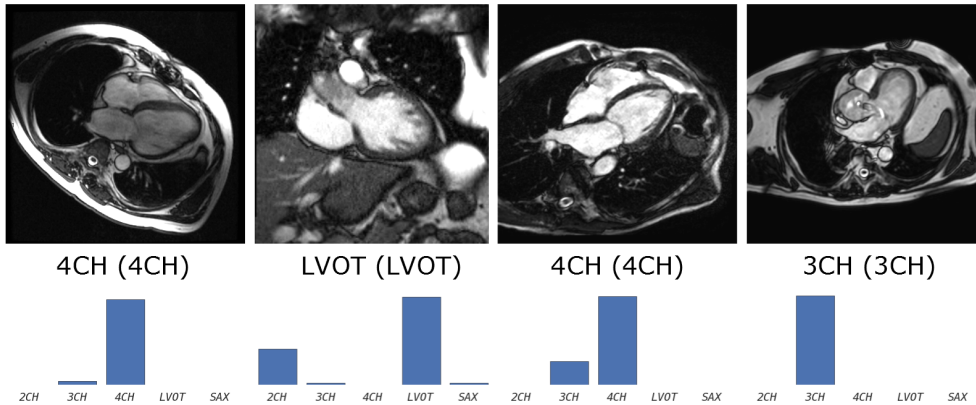 4CH (4CH) LVOT (LVOT) 4CH (4CH) 3CH (3CH)
2CH 3CH 4CH LVOT SAX 2CH 3CH 4CH LVOT SAX 2CH 3CH 4CH LVOT SAX 2CH 3CH 4CH LVOT SAX